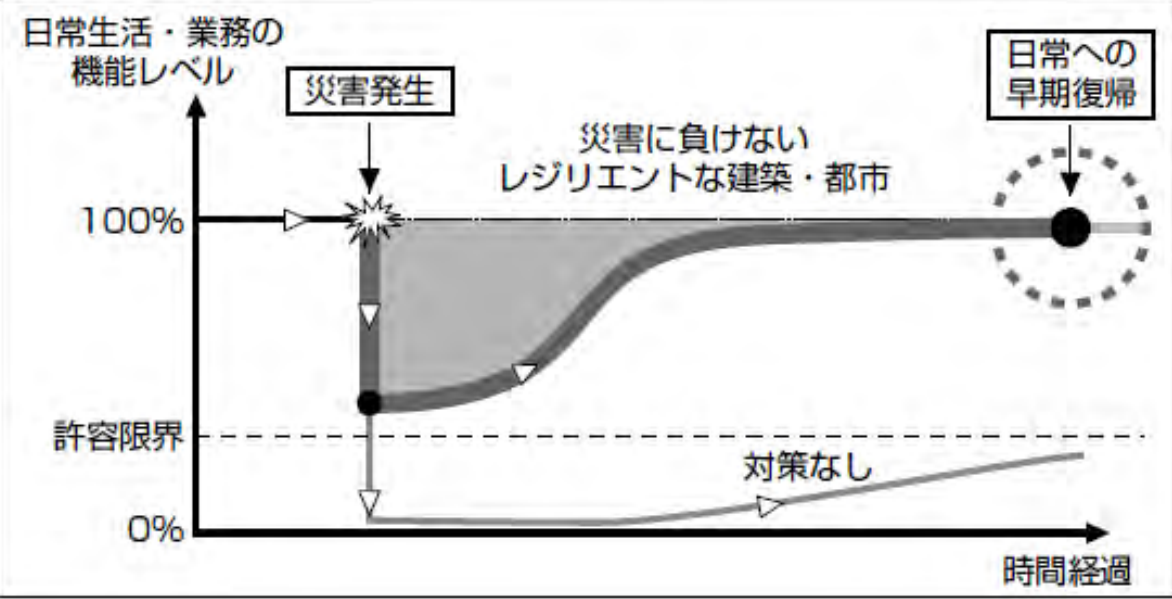 日常生活・業務の
機能レベル
災害発生
日常への
早期復帰
災害に負けない
レジリエントな建築・都市
100%
許容限界
対策なし
0%
時間経過